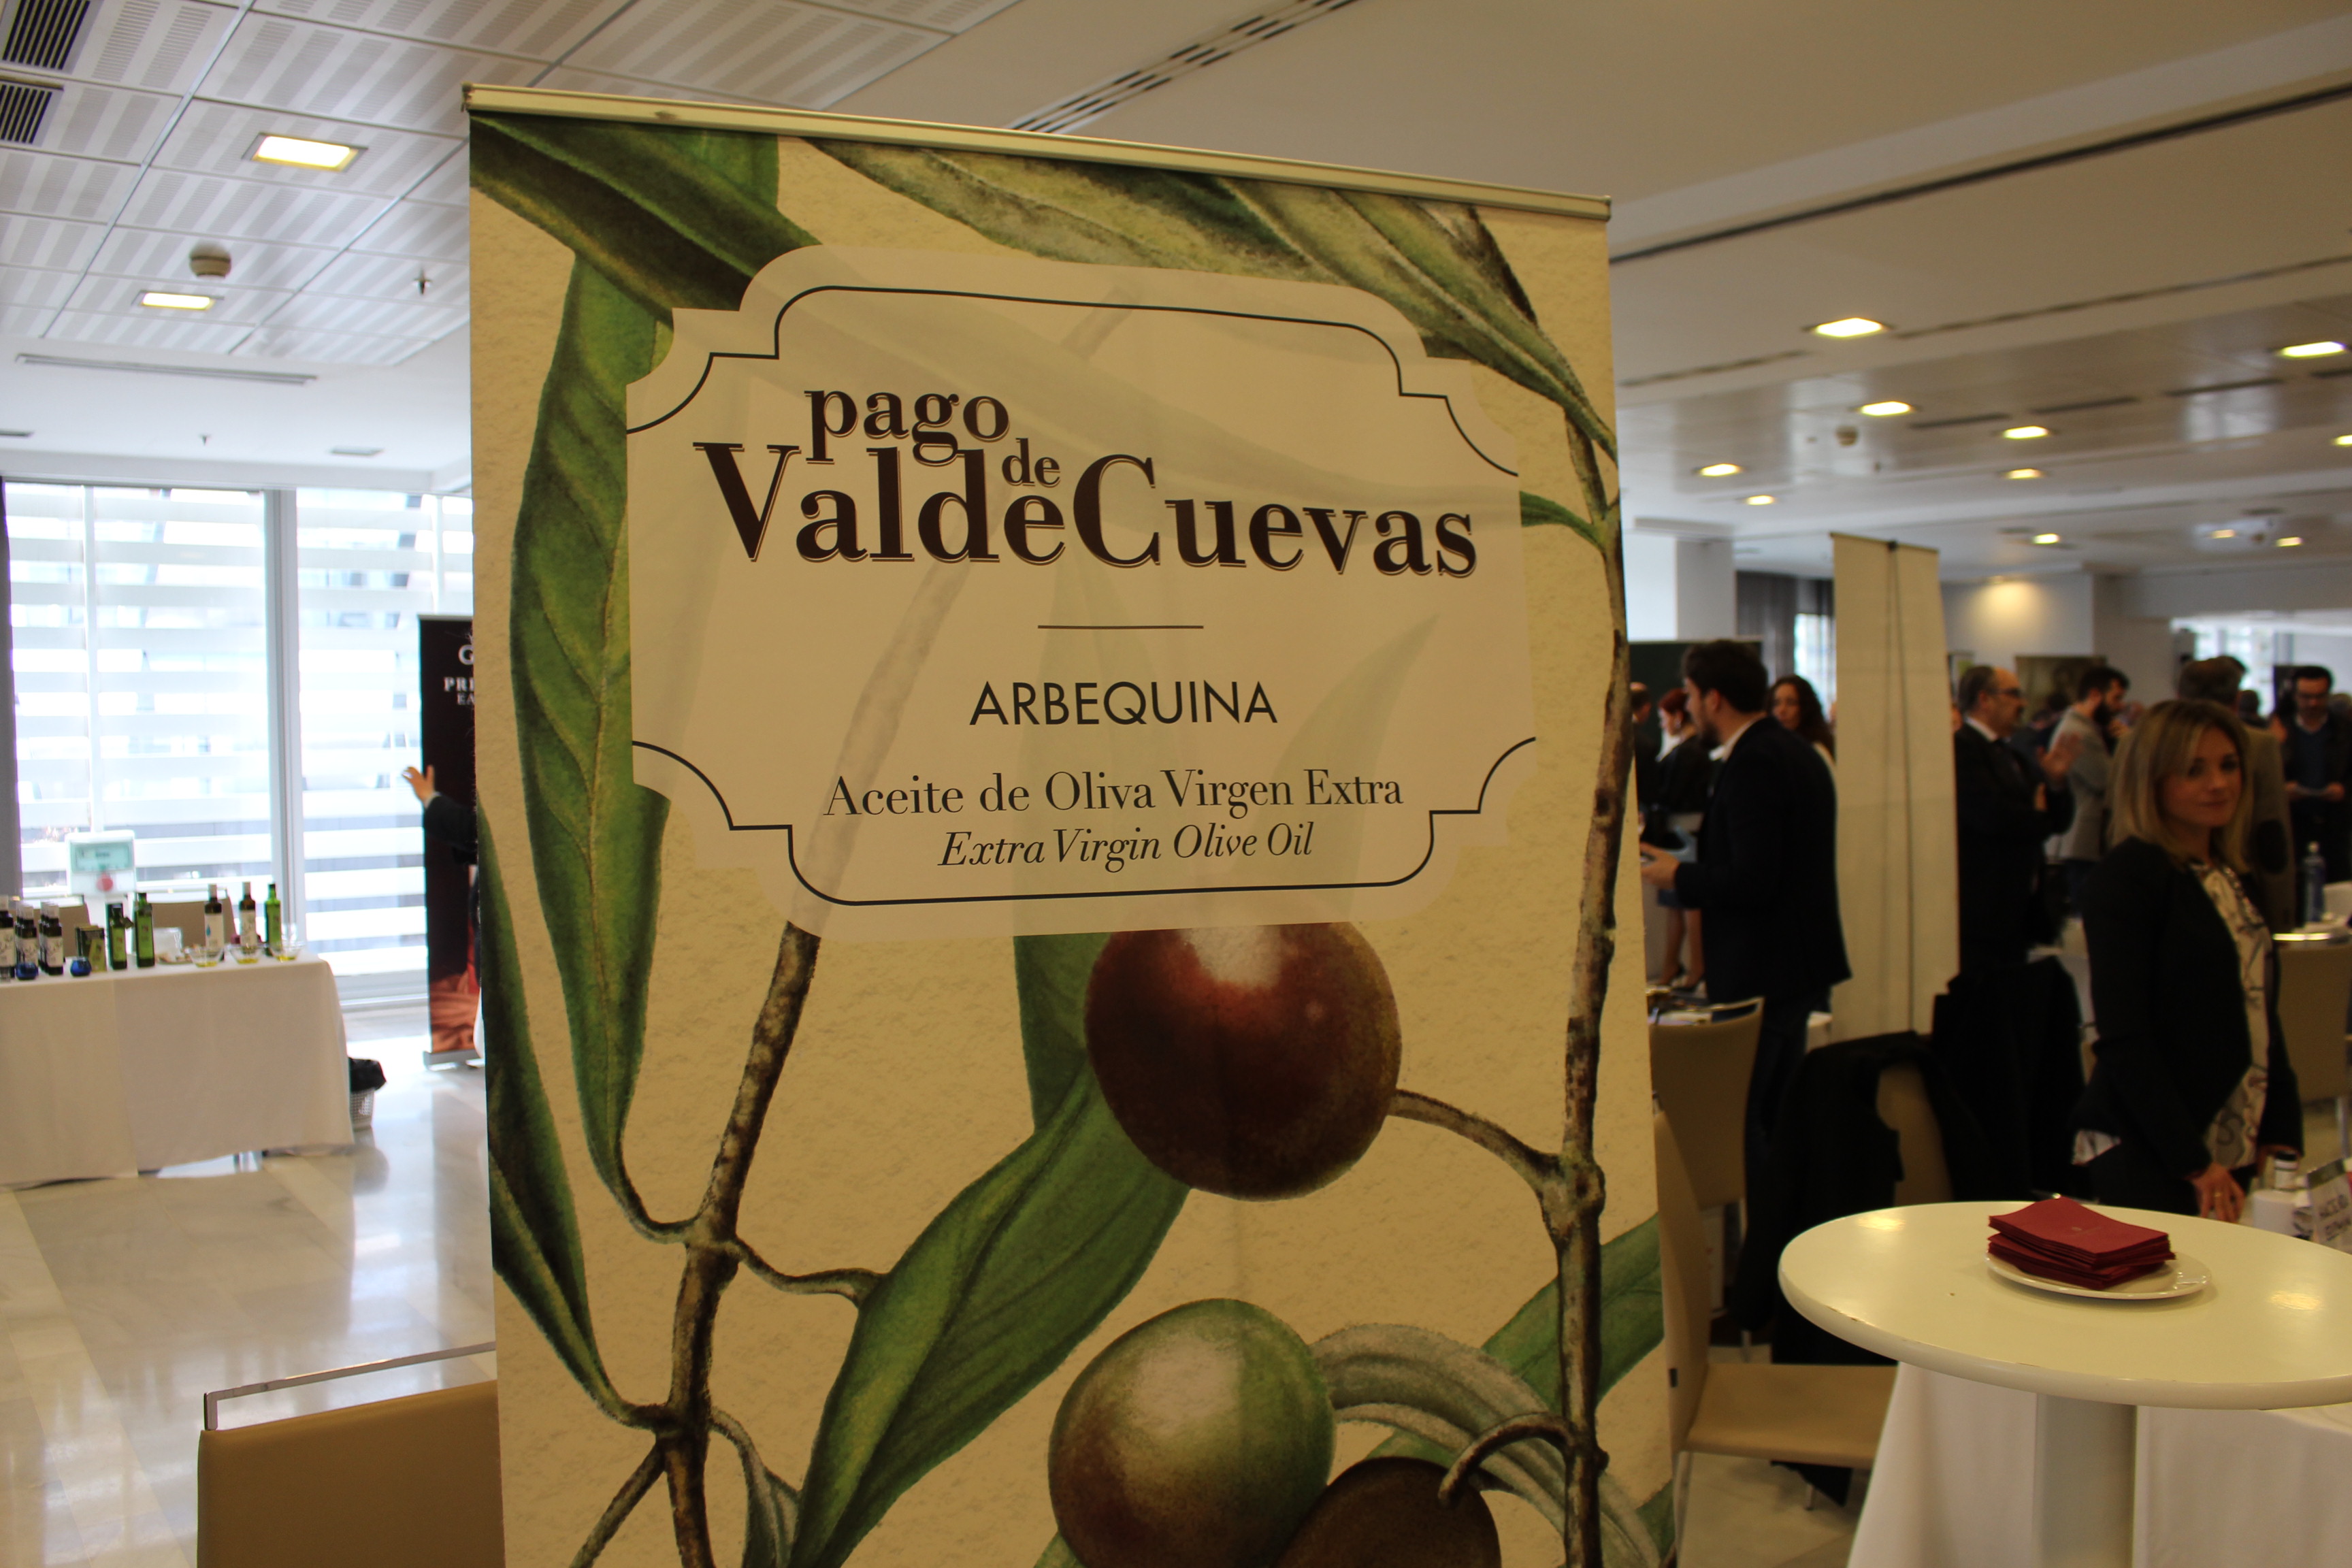 pago
de
ValdeCuevas
ARBEQUINA
Aceite de Oliva Virgen Extra
Extra Virgin Olive Oil